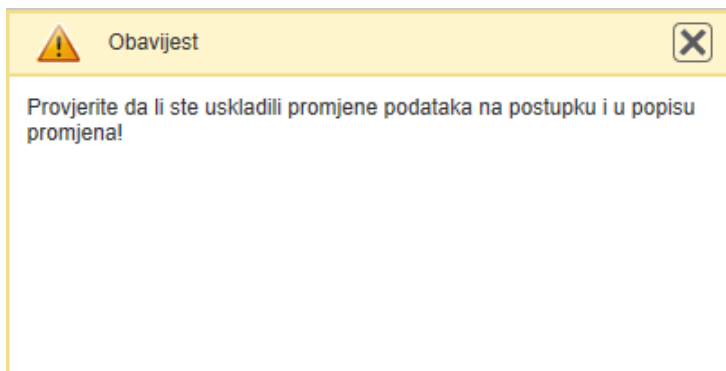 Obavijest
Provjerite da li ste uskladili promjene podataka na postupku i u popisu
promjena!